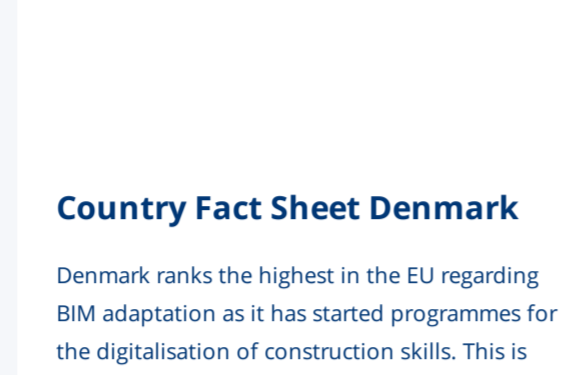 Country Fact Sheet Denmark
Denmark ranks the highest in the EU regarding
BIM adaptation as it has started programmes for
the digitalisation of construction skills. This is